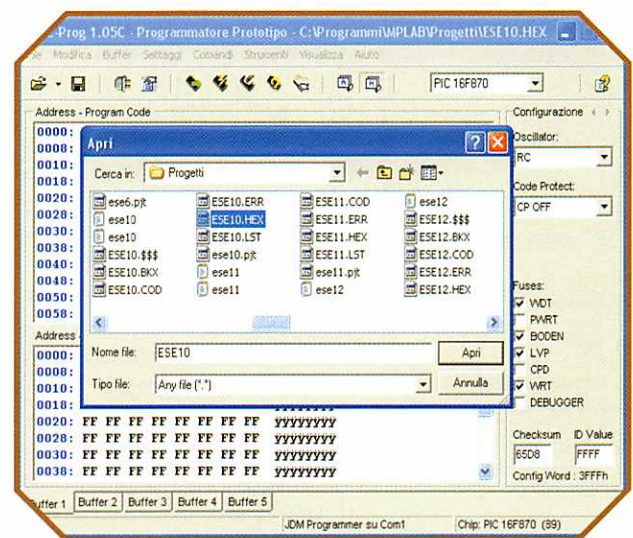 -Prog 1.05C - Programmatore Prototipo - C:\Programmi\MPLAB\Progetti\ESE10.HEX
Modifica Buffer Settaggi Comandi Strumenti Visualizza Aiuto
PIC 16F870
Address - Program Code
Configurazione
0000:
0008:
0010:
0018:
0020:
0028:
0030:
0038:
0040:
0048:
0050:
0058:
Apri
Cerca in: Progetti
ese6.pjt
ese10
ese10
ESE10.$$$
ESE10.BKX
ESE10.COD
ESE10.ERR
ESE10.HEX
ESE10.LST
ese10.pjt
ese11
ese11
ESE11.COD
ESE11.ERR
ESE11.HEX
ESE11.LST
ese11.pjt
ese12
ese12
ESE12.$$$
ESE12.BKX
ESE12.COD
ESE12.ERR
ESE12.HEX
Nome file: ESE10
Apri
Tipo file: Any file (*.*)
Annulla
Oscillator:
RC
Code Protect:
CP OFF
Fuses:
WDT
PWRT
BODEN
LVP
CPD
WRT
DEBUGGER
Checksum ID Value
65D8 FFFF
Config Word : 3FFFh
Address
0000:
0008:
0010:
0018:
0020: FF FF FF FF FF FF FF FF ÿÿÿÿÿÿÿÿ
0028: FF FF FF FF FF FF FF FF ÿÿÿÿÿÿÿÿ
0030: FF FF FF FF FF FF FF FF ÿÿÿÿÿÿÿÿ
0038: FF FF FF FF FF FF FF FF ÿÿÿÿÿÿÿÿ
Buffer 1 Buffer 2 Buffer 3 Buffer 4 Buffer 5
JDM Programmer su Com1 Chip: PIC 16F870 (89)